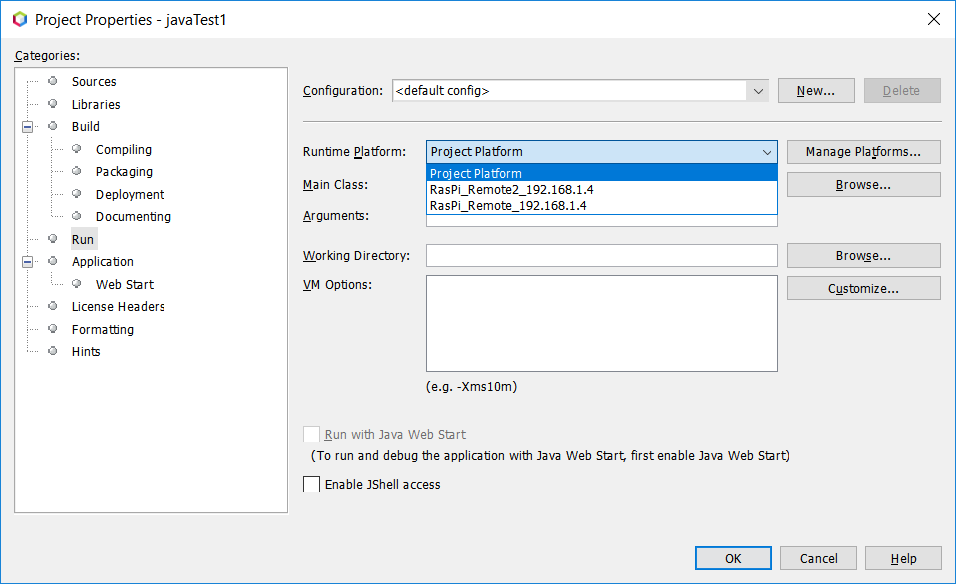 Project Properties - javaTest1
Categories:
Sources
Libraries
Build
Compiling
Packaging
Deployment
Documenting
Run
Application
Web Start
License Headers
Formatting
Hints
Configuration: <default config> New... Delete
Runtime Platform: Project Platform Manage Platforms...
Project Platform
Main Class: RasPi_Remote2_192.168.1.4 Browse...
RasPi_Remote_192.168.1.4
Arguments:
Working Directory: Browse...
VM Options: Customize...
(e.g. -Xms10m)
Run with Java Web Start
(To run and debug the application with Java Web Start, first enable Java Web Start)
Enable JShell access
OK Cancel Help